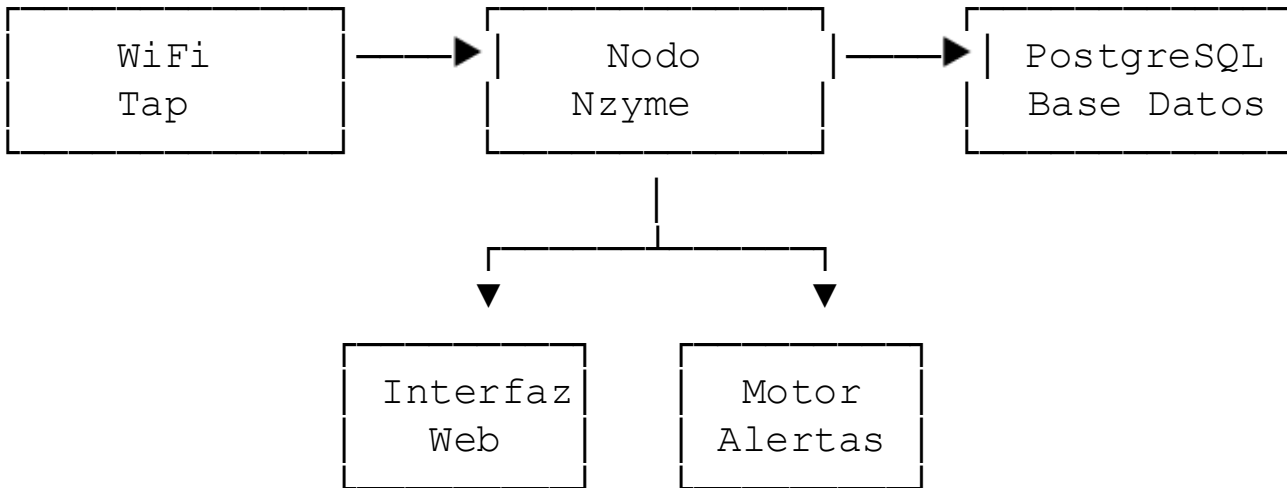 WiFi Nodo PostgreSQL
Tap Nzyme Base Datos
Interfaz Motor
Web Alertas